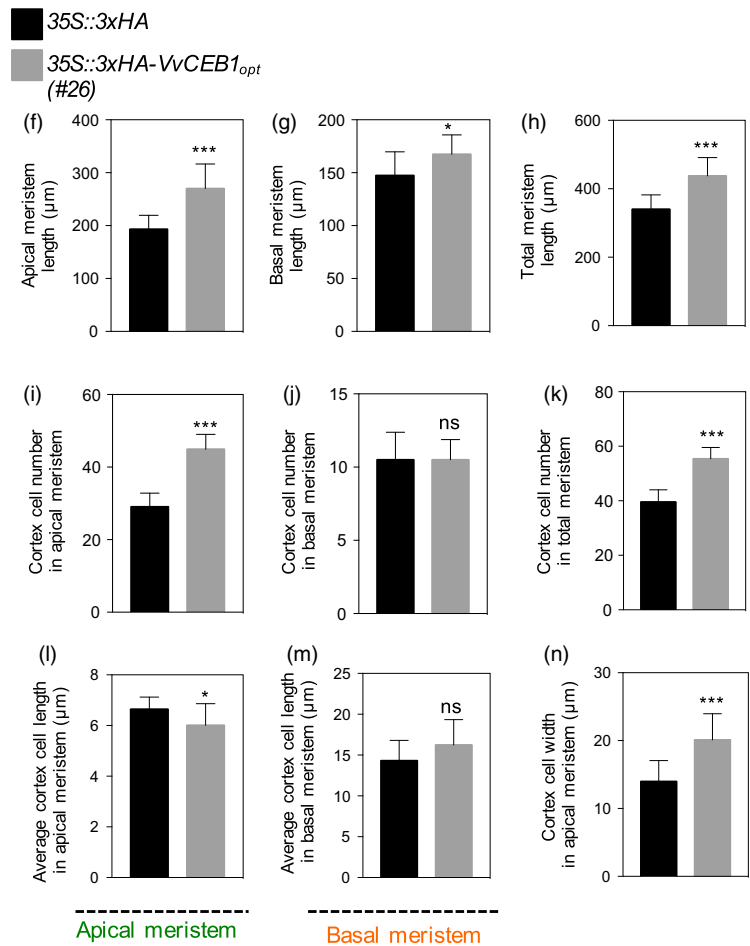 35S::3xHA
35S::3xHA-VvCEB1opt
(#26)
(f)
Apical meristem
length (µm)
400
300
200
100
0
***
(g)
Basal meristem
length (µm)
200
150
100
50
0
*
(h)
Total meristem
length (µm)
600
400
200
0
***
(i)
Cortex cell number
in apical meristem
60
40
20
0
***
(j)
Cortex cell number
in basal meristem
15
10
5
0
ns
(k)
Cortex cell number
in total meristem
80
60
40
20
0
***
(l)
Average cortex cell length
in apical meristem (µm)
8
6
4
2
0
*
(m)
Average cortex cell length
in basal meristem (µm)
25
20
15
10
5
0
ns
(n)
Cortex cell width
in apical meristem (µm)
30
20
10
0
***
Apical meristem
Basal meristem